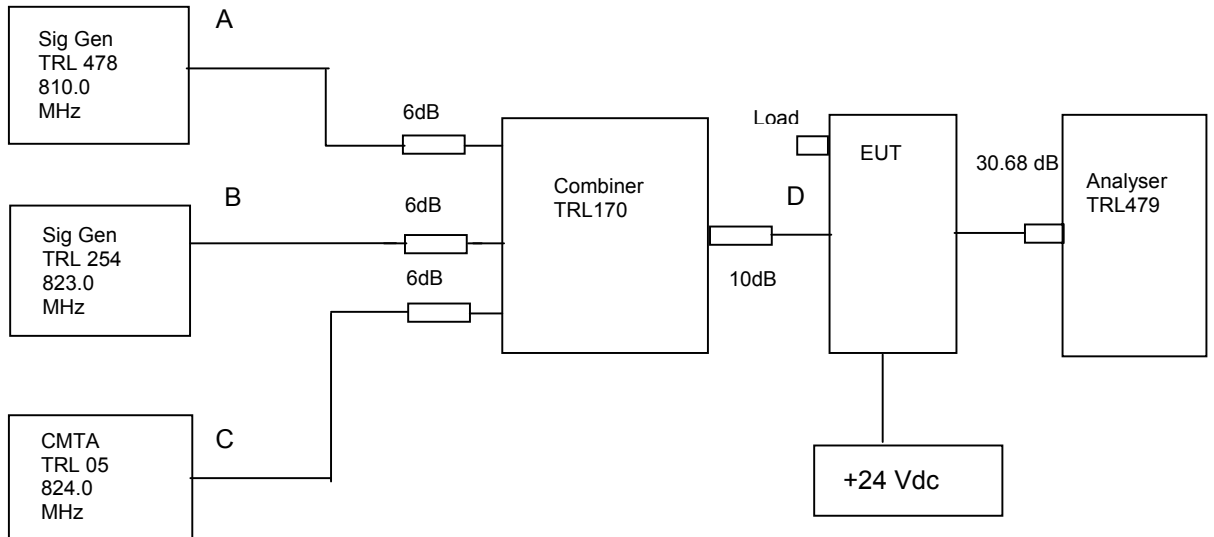 A
Sig Gen
TRL 478
810.0
MHz
6dB
B
Sig Gen
TRL 254
823.0
MHz
6dB
6dB
C
CMTA
TRL 05
824.0
MHz
Combiner
TRL170
10dB
D
Load
EUT
30.68 dB
Analyser
TRL479
+24 Vdc